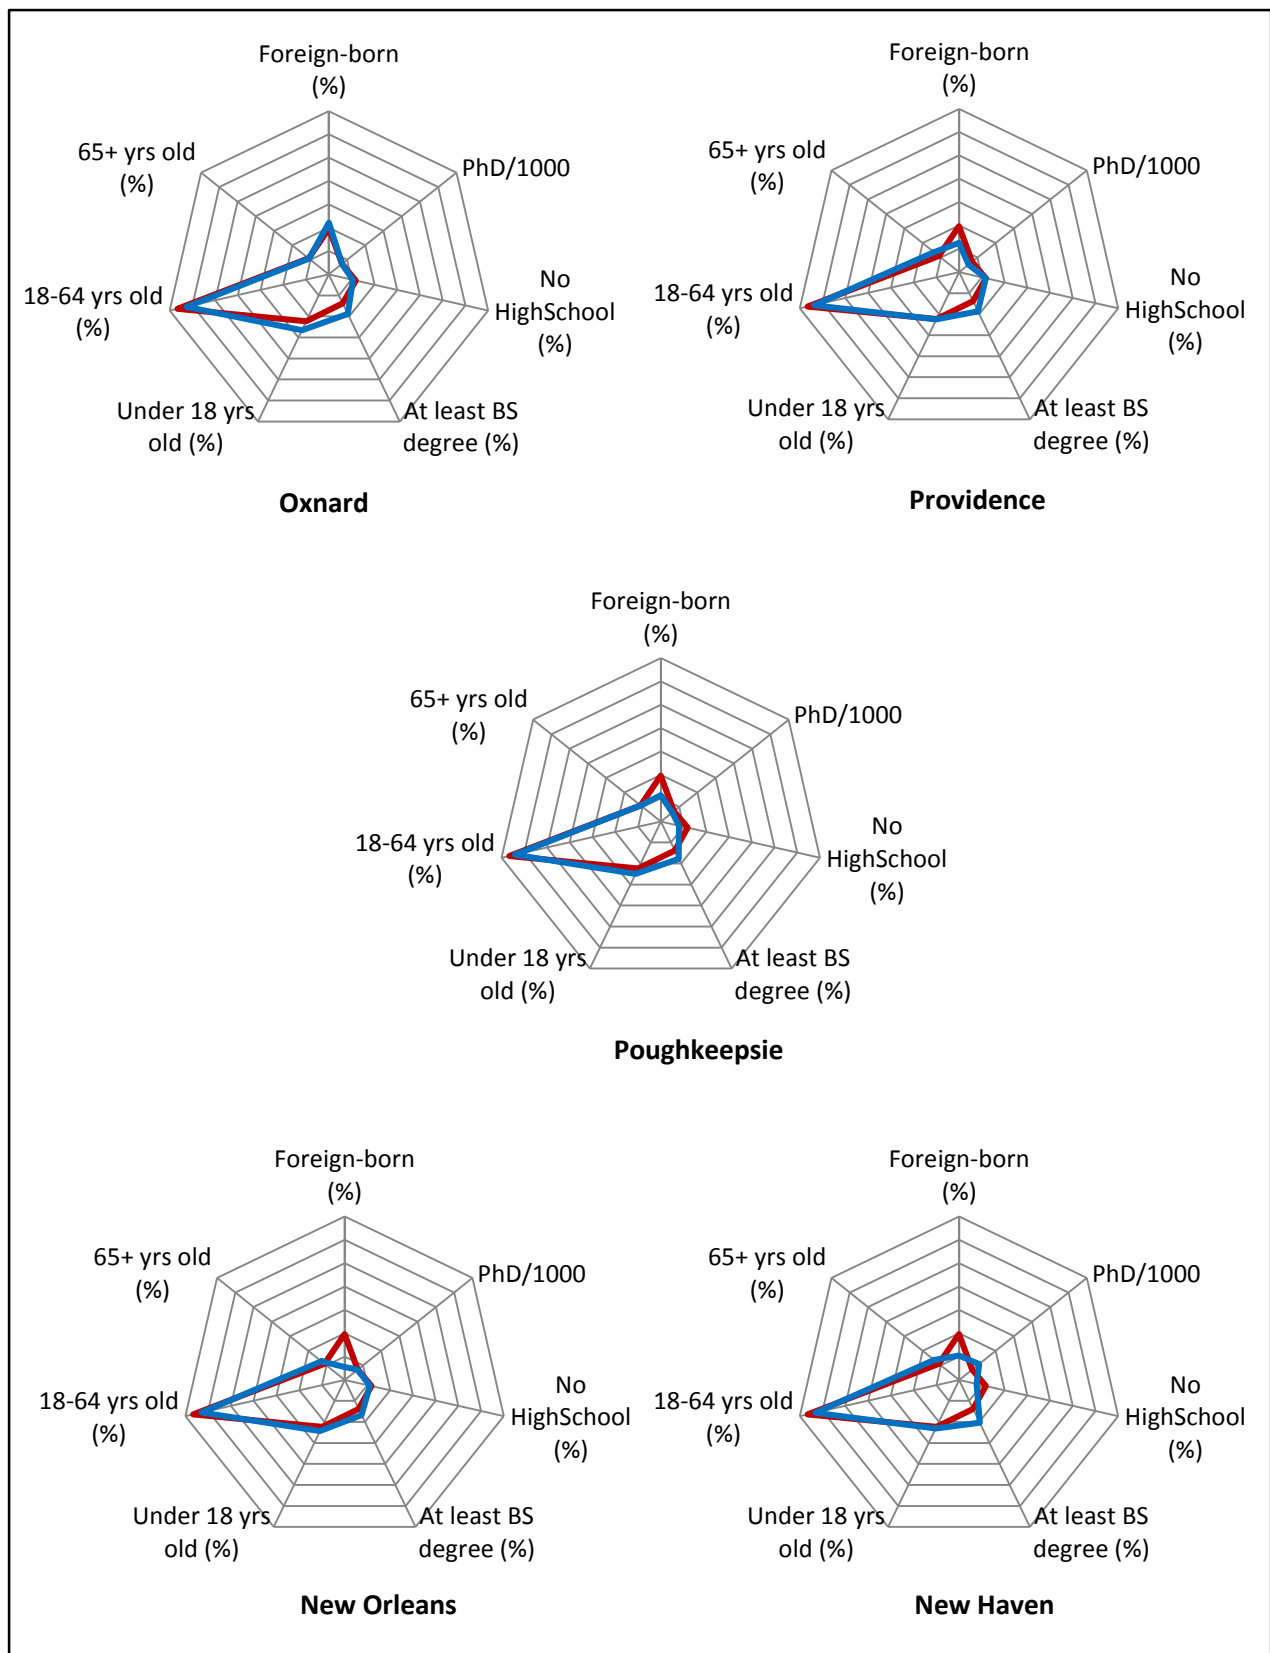 Foreign-born
(%)
PhD/1000
No
HighSchool
(%)
At least BS
degree (%)
Under 18 yrs
old (%)
18-64 yrs old
(%)
65+ yrs old
(%)
Oxnard
Foreign-born
(%)
PhD/1000
No
HighSchool
(%)
At least BS
degree (%)
Under 18 yrs
old (%)
18-64 yrs old
(%)
65+ yrs old
(%)
Providence
Foreign-born
(%)
PhD/1000
No
HighSchool
(%)
At least BS
degree (%)
Under 18 yrs
old (%)
18-64 yrs old
(%)
65+ yrs old
(%)
Poughkeepsie
Foreign-born
(%)
PhD/1000
No
HighSchool
(%)
At least BS
degree (%)
Under 18 yrs
old (%)
18-64 yrs old
(%)
65+ yrs old
(%)
New Orleans
Foreign-born
(%)
PhD/1000
No
HighSchool
(%)
At least BS
degree (%)
Under 18 yrs
old (%)
18-64 yrs old
(%)
65+ yrs old
(%)
New Haven